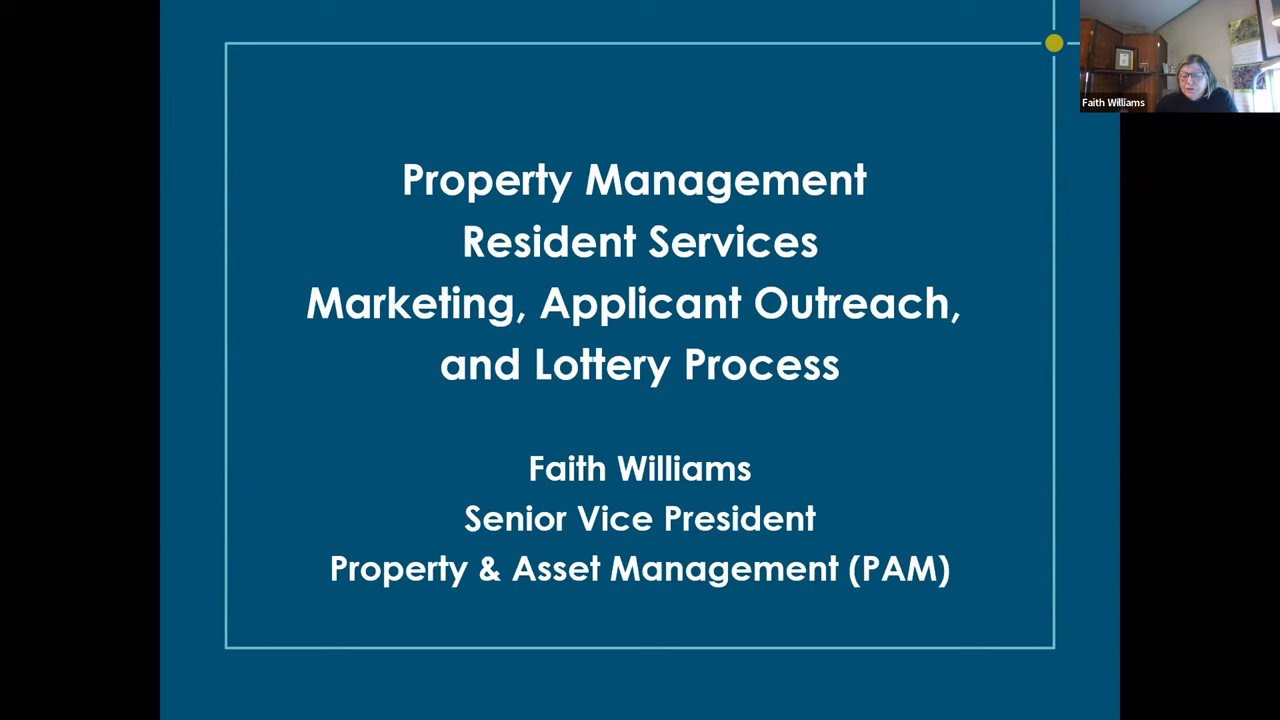 Property Management
Resident Services
Marketing, Applicant Outreach,
and Lottery Process
Faith Williams
Senior Vice President
Property & Asset Management (PAM)
Faith Williams